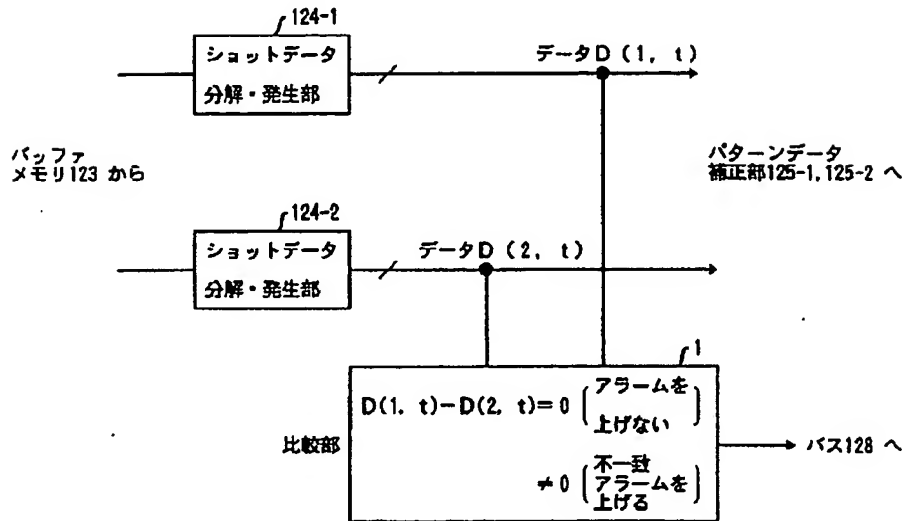 124-1
ショットデータ
分解・発生部
データD (1, t)
バッファ
メモリ123 から
パターンデータ
補正部125-1,125-2 へ
124-2
ショットデータ
分解・発生部
データD (2, t)
1
D(1, t)-D(2, t)=0 (アラームを
上げない)
比較部
≠0 (不一致
アラームを
上げる)
バス128 へ